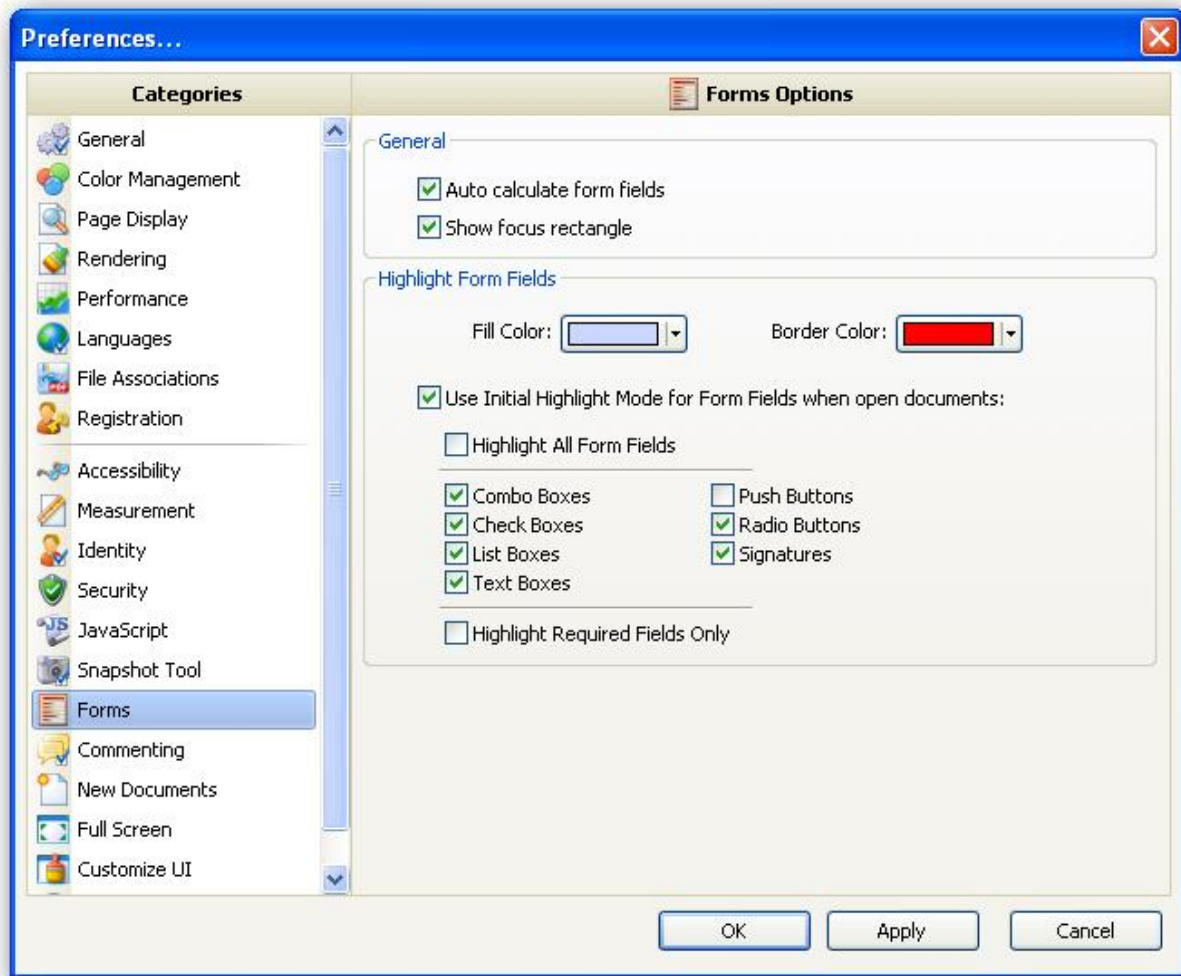 Preferences...
Categories
Forms Options
General
Color Management
Page Display
Rendering
Performance
Languages
File Associations
Registration
Accessibility
Measurement
Identity
Security
JavaScript
Snapshot Tool
Forms
Commenting
New Documents
Full Screen
Customize UI
General
Auto calculate form fields
Show focus rectangle
Highlight Form Fields
Fill Color: Border Color:
Use Initial Highlight Mode for Form Fields when open documents:
Highlight All Form Fields
Combo Boxes Push Buttons
Check Boxes Radio Buttons
List Boxes Signatures
Text Boxes
Highlight Required Fields Only
OK Apply Cancel